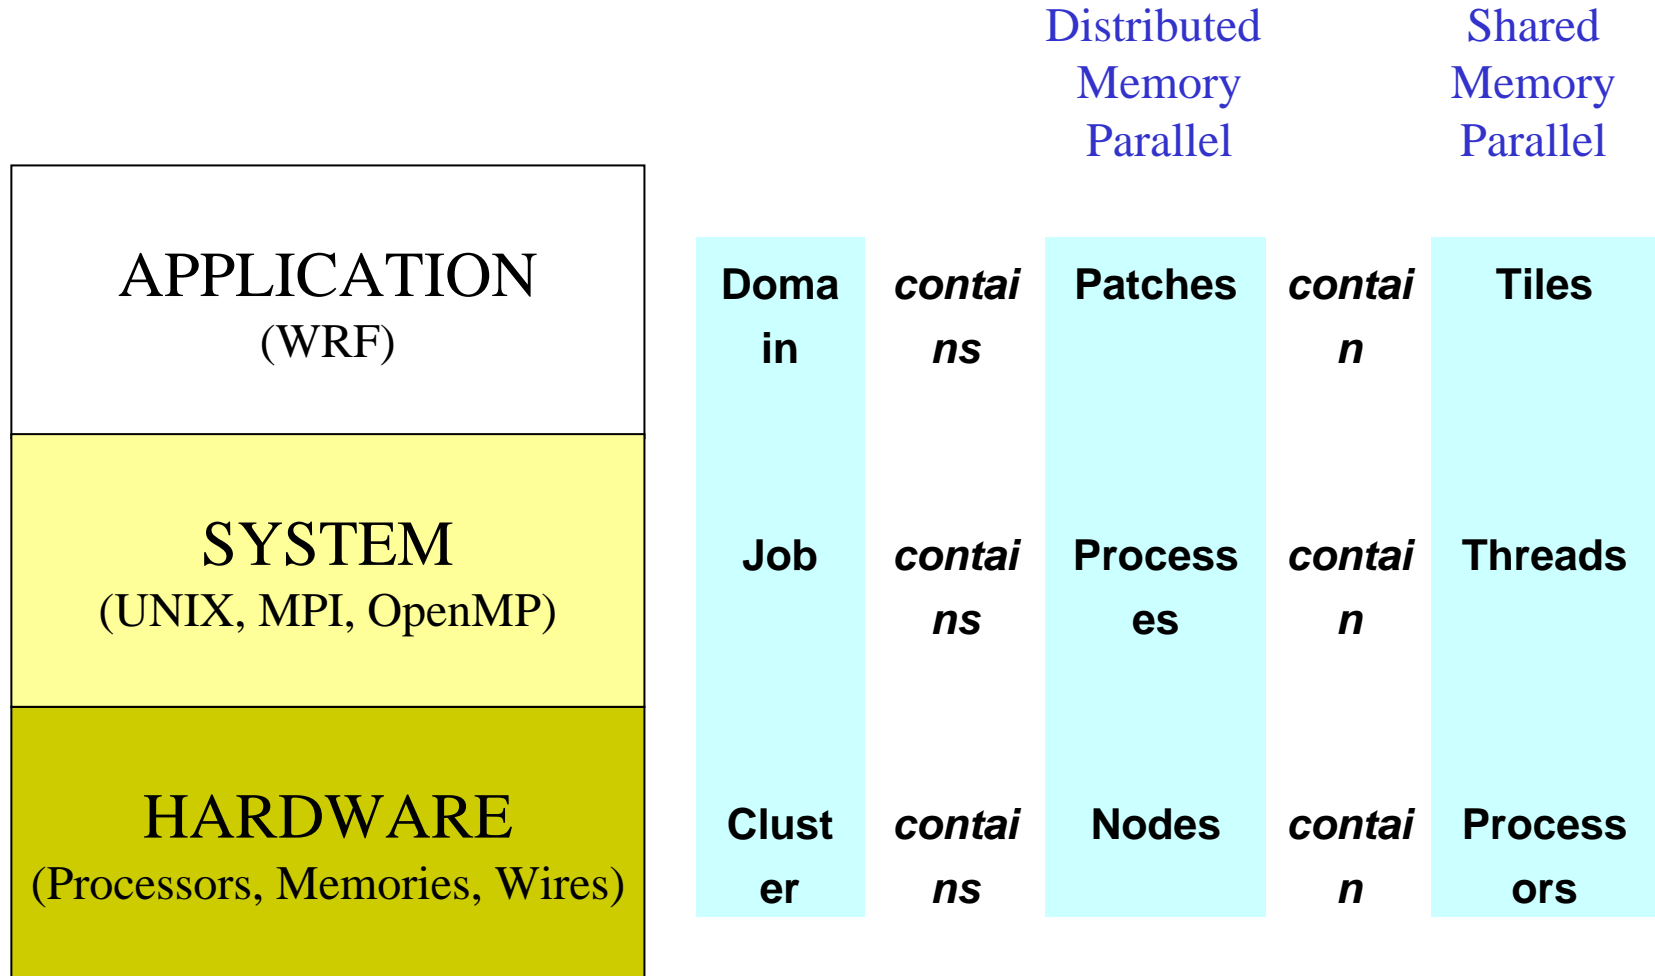 Distributed
Memory
Parallel
Shared
Memory
Parallel
APPLICATION
(WRF)
Doma
in
contai
ns
Patches
contai
n
Tiles
SYSTEM
(UNIX, MPI, OpenMP)
Job
contai
ns
Process
es
contai
n
Threads
HARDWARE
(Processors, Memories, Wires)
Clust
er
contai
ns
Nodes
contai
n
Process
ors